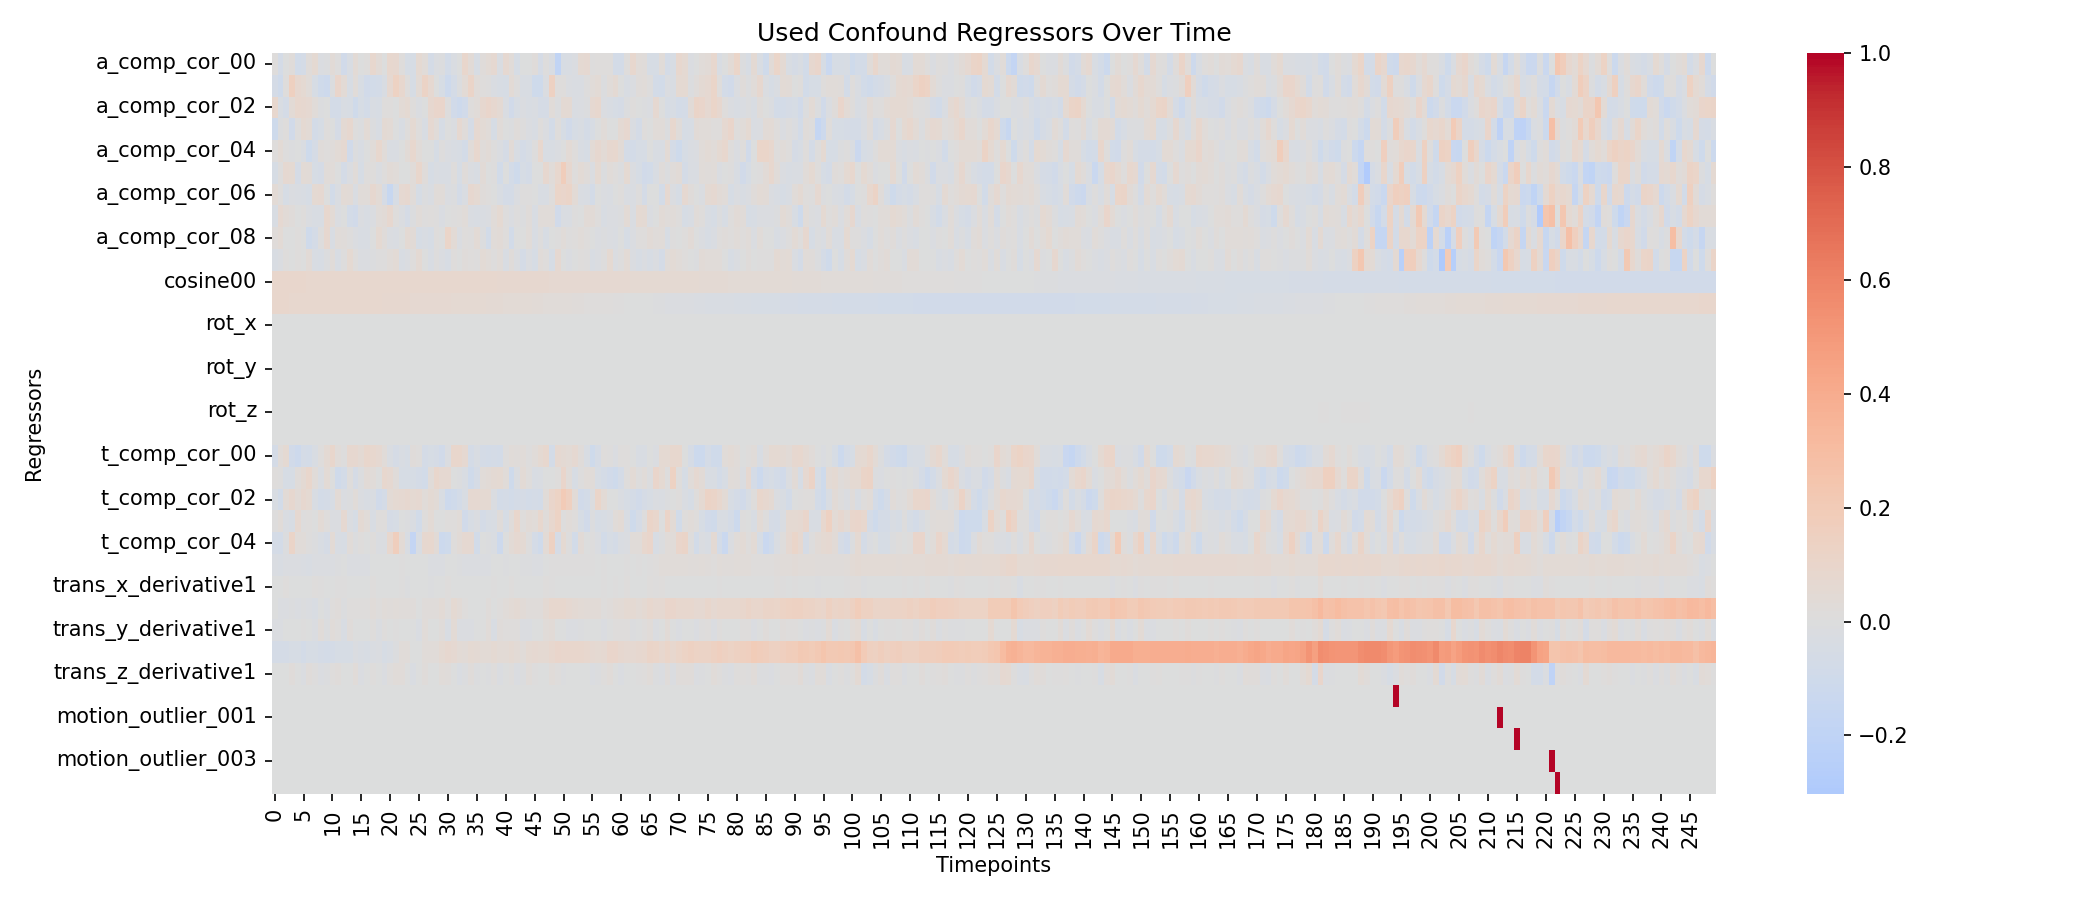 Used Confound Regressors Over Time
Regressors
a_comp_cor_00
a_comp_cor_02
a_comp_cor_04
a_comp_cor_06
a_comp_cor_08
cosine00
rot_x
rot_y
rot_z
t_comp_cor_00
t_comp_cor_02
t_comp_cor_04
trans_x_derivative1
trans_y_derivative1
trans_z_derivative1
motion_outlier_001
motion_outlier_003
0 5 10 15 20 25 30 35 40 45 50 55 60 65 70 75 80 85 90 95 100 105 110 115 120 125 130 135 140 145 150 155 160 165 170 175 180 185 190 195 200 205 210 215 220 225 230 235 240 245
Timepoints
1.0
0.8
0.6
0.4
0.2
0.0
−0.2